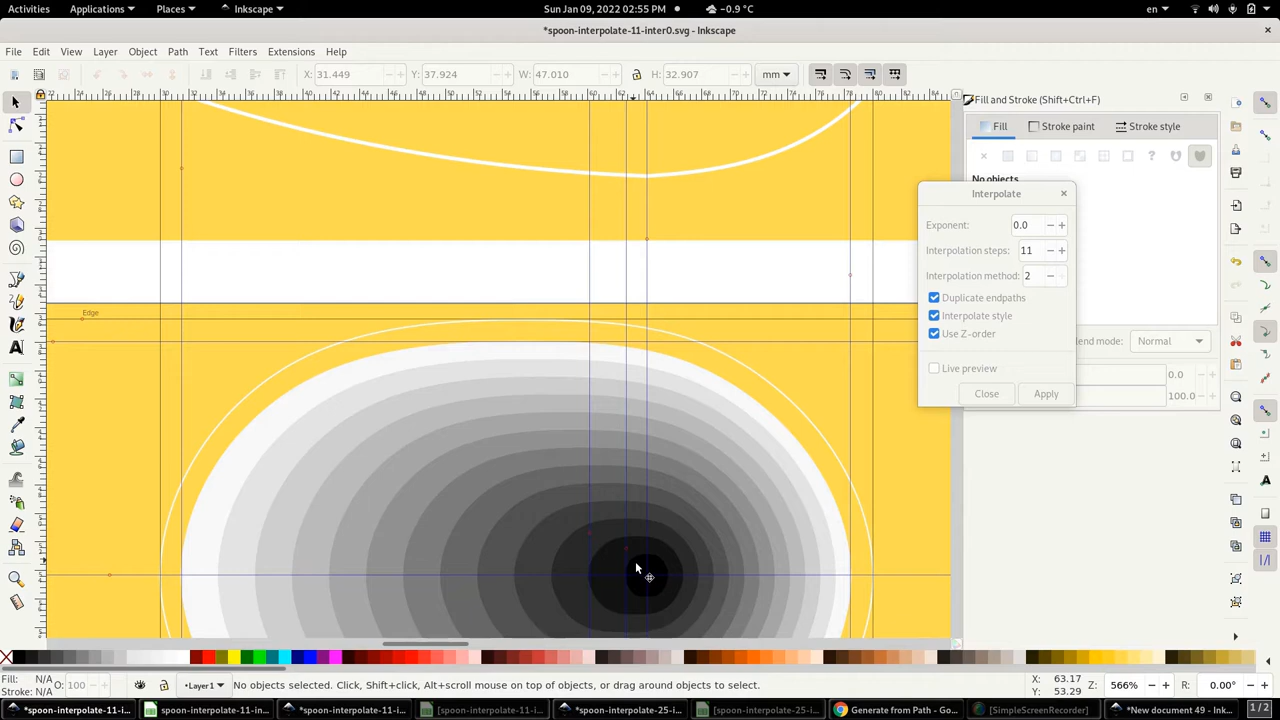 Activities Applications Places Inkscape Sun Jan 09, 2022 02:55 PM -0.9 °C en 1 / 2
*spoon-interpolate-11-inter0.svg - Inkscape
File Edit View Layer Object Path Text Filters Extensions Help
X: 31.449 Y: 37.924 W: 47.010 H: 32.907 mm
Fill and Stroke (Shift+Ctrl+F)
Fill Stroke paint Stroke style
No objects
Interpolate
Exponent: 0.0
Interpolation steps: 11
Interpolation method: 2
Duplicate endpaths
Interpolate style
Use Z-order
Live preview
Close Apply
Normal
0.0
100.0
Edge
Fill: N/A
Stroke: N/A
O: 100
Layer1
No objects selected. Click, Shift+click, Alt+scroll mouse on top of objects, or drag around objects to select.
X: 63.17
Y: 53.29
Z: 566%
R: 0.00°
*spoon-interpolate-11-i... spoon-interpolate-11-in... *spoon-interpolate-11-i... [spoon-interpolate-11-i... *spoon-interpolate-25-i... [spoon-interpolate-25-i... Generate from Path - Go... [SimpleScreenRecorder] *New document 49 - Ink... 1 / 2